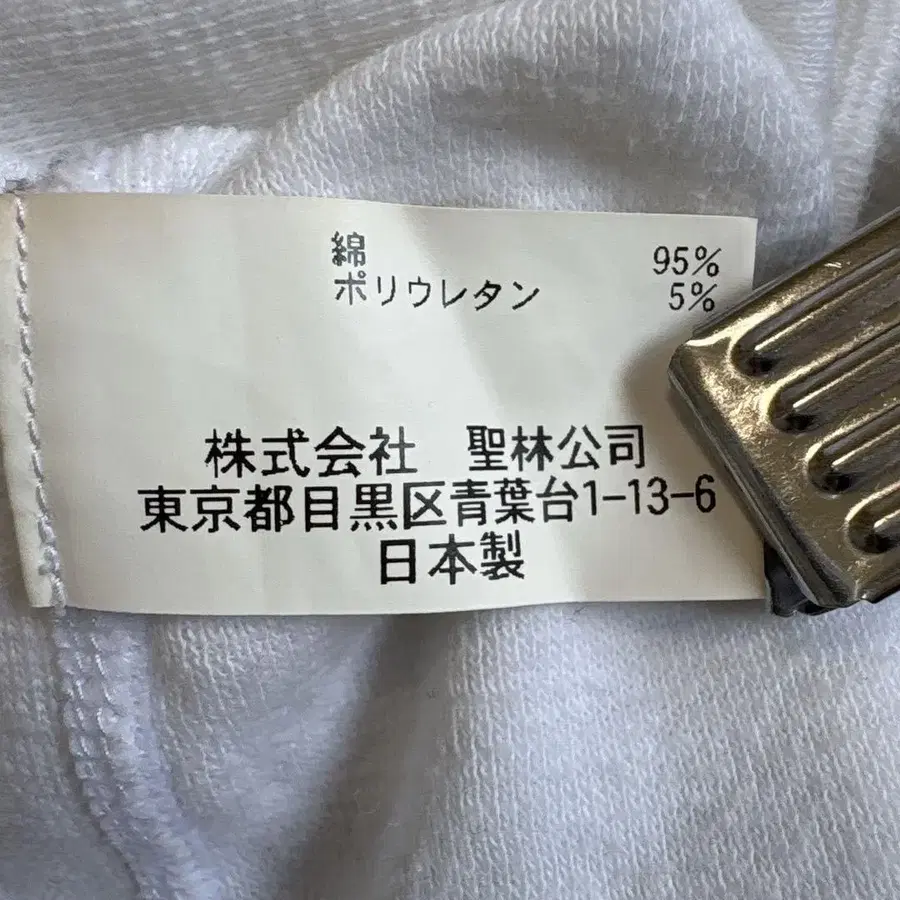 綿 95%
ポリウレタン 5%
株式会社 聖林公司
東京都目黒区青葉台1-13-6
日本製